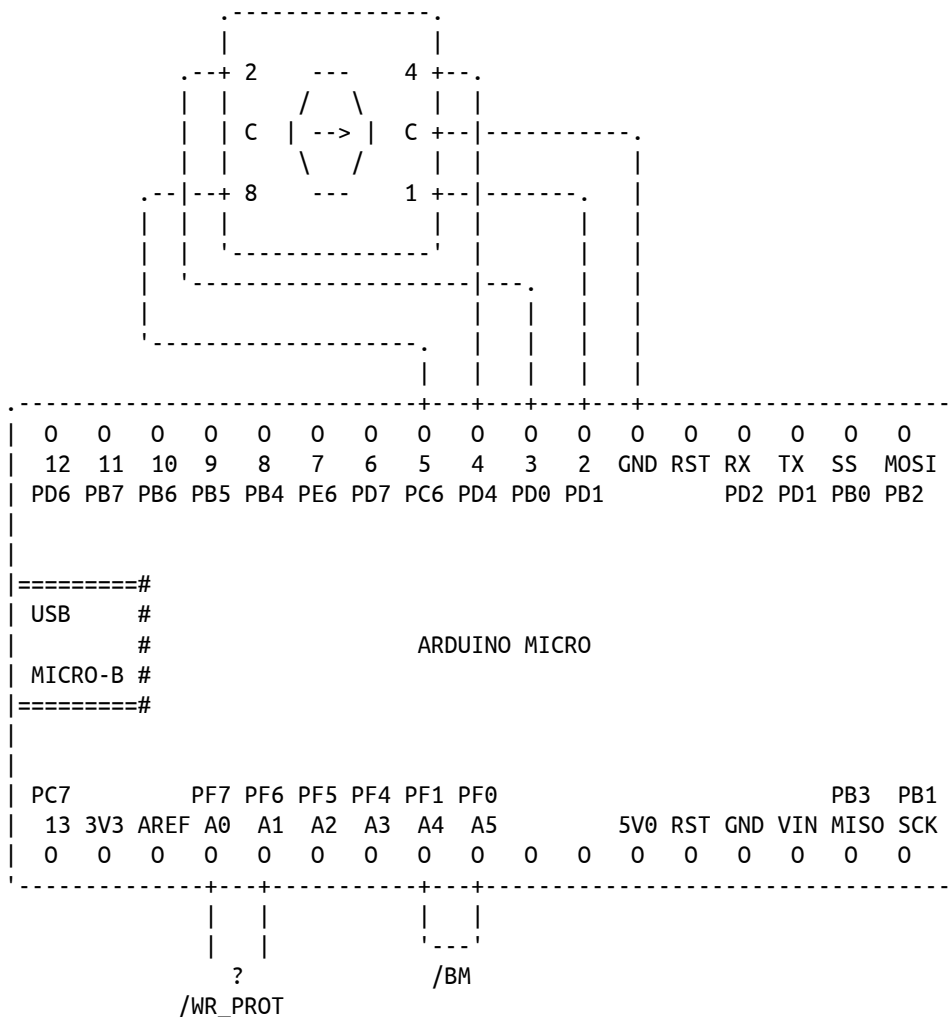 2 4
C --> C
8 1
O O O O O O O O O O O O O O O O O
12 11 10 9 8 7 6 5 4 3 2 GND RST RX TX SS MOSI
PD6 PB7 PB6 PB5 PB4 PE6 PD7 PC6 PD4 PD0 PD1 PD2 PD1 PB0 PB2
USB
ARDUINO MICRO
MICRO-B
PC7 PF7 PF6 PF5 PF4 PF1 PF0 PB3 PB1
13 3V3 AREF A0 A1 A2 A3 A4 A5 5V0 RST GND VIN MISO SCK
O O O O O O O O O O O O O O O O O
? /BM
/WR_PROT